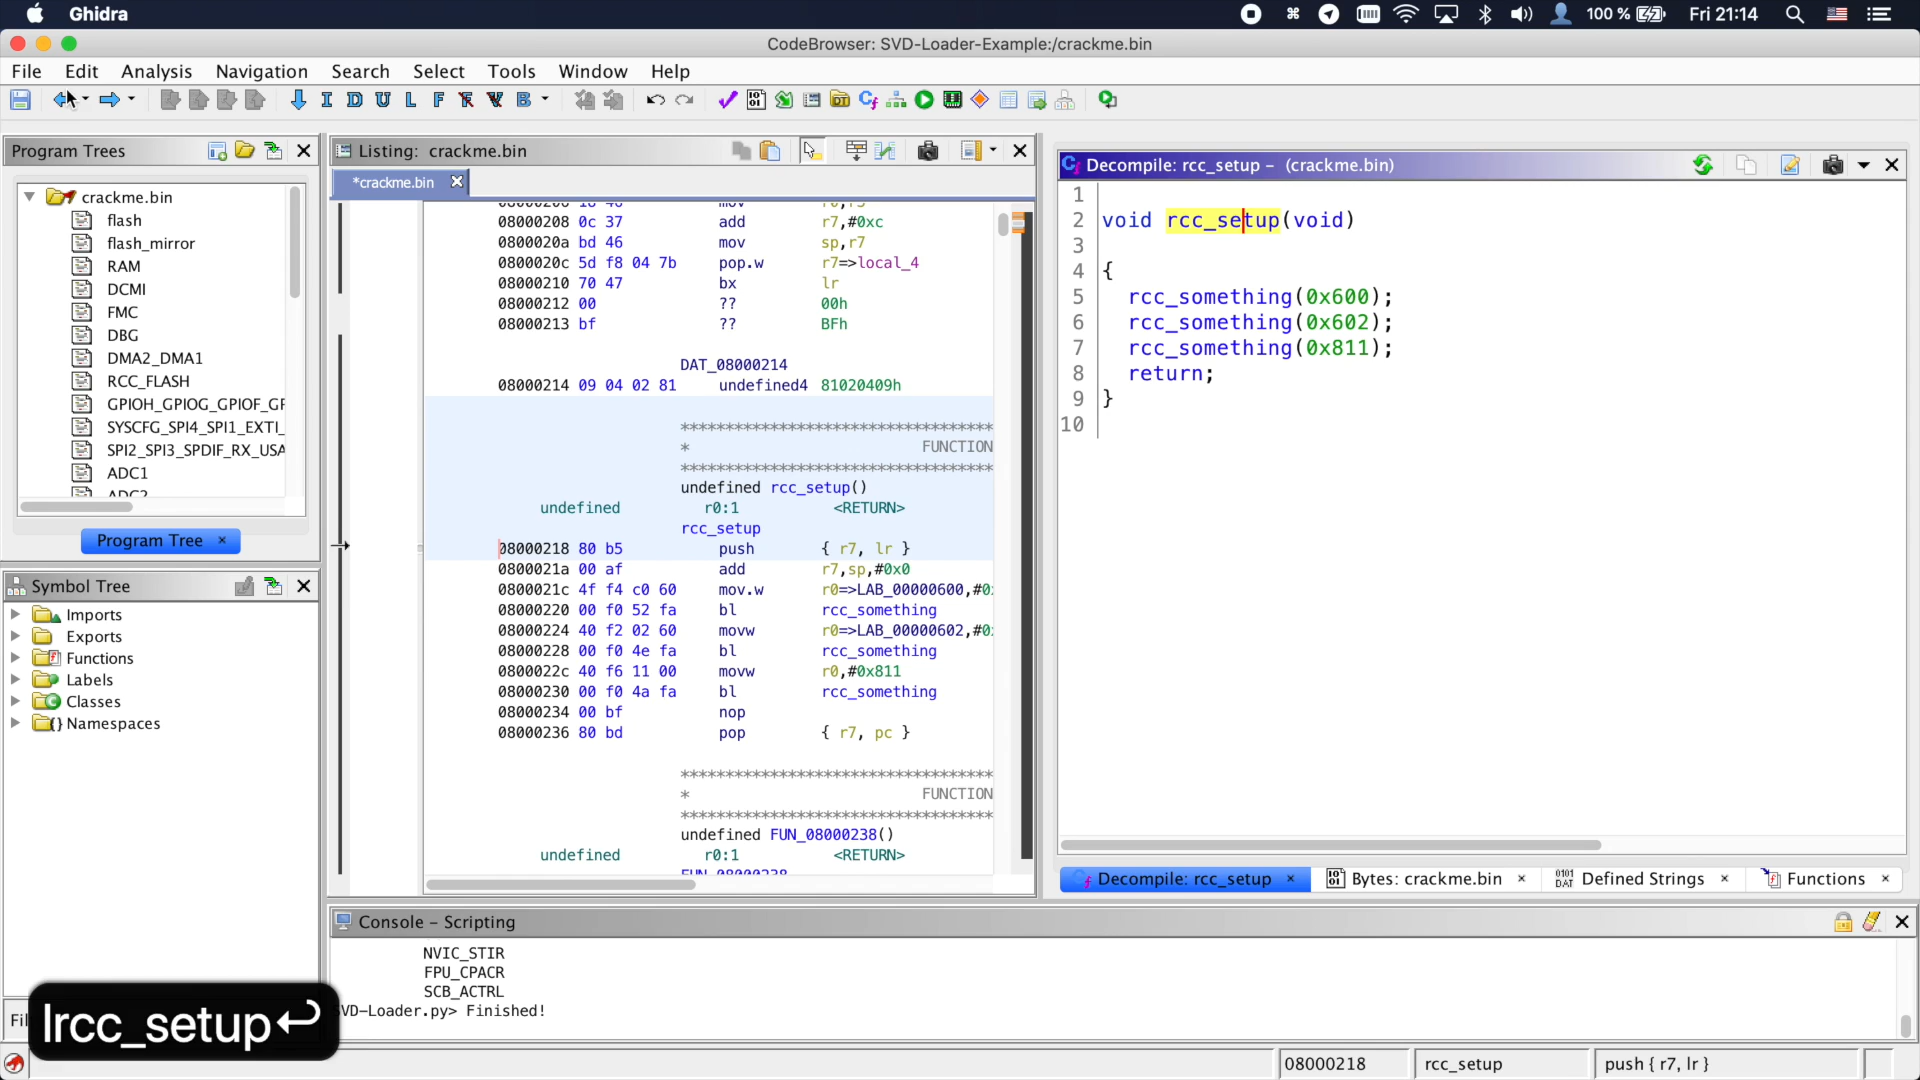 Ghidra
100 %
Fri 21:14
CodeBrowser: SVD-Loader-Example:/crackme.bin
File Edit Analysis Navigation Search Select Tools Window Help
I D U L F F V B
Program Trees
crackme.bin
flash
flash_mirror
RAM
DCMI
FMC
DBG
DMA2_DMA1
RCC_FLASH
GPIOH_GPIOG_GPIOF_GF
SYSCFG_SPI4_SPI1_EXTI_
SPI2_SPI3_SPDIF_RX_USA
ADC1
ADC2
Program Tree ×
Symbol Tree
Imports
Exports
Functions
Labels
Classes
Namespaces
Fil
Listing: crackme.bin
*crackme.bin
08000208 0c 37 add r7,#0xc
0800020a bd 46 mov sp,r7
0800020c 5d f8 04 7b pop.w r7=>local_4
08000210 70 47 bx lr
08000212 00 ?? 00h
08000213 bf ?? BFh
DAT_08000214
08000214 09 04 02 81 undefined4 81020409h
***********************************
* FUNCTION
***********************************
undefined rcc_setup()
undefined r0:1 <RETURN>
rcc_setup
08000218 80 b5 push { r7, lr }
0800021a 00 af add r7,sp,#0x0
0800021c 4f f4 c0 60 mov.w r0=>LAB_00000600,#0
08000220 00 f0 52 fa bl rcc_something
08000224 40 f2 02 60 movw r0=>LAB_00000602,#0
08000228 00 f0 4e fa bl rcc_something
0800022c 40 f6 11 00 movw r0,#0x811
08000230 00 f0 4a fa bl rcc_something
08000234 00 bf nop
08000236 80 bd pop { r7, pc }
***********************************
* FUNCTION
***********************************
undefined FUN_08000238()
undefined r0:1 <RETURN>
FUN_08000238
Decompile: rcc_setup – (crackme.bin)
1
2 void rcc_setup(void)
3
4 {
5 rcc_something(0x600);
6 rcc_something(0x602);
7 rcc_something(0x811);
8 return;
9 }
10
Decompile: rcc_setup × Bytes: crackme.bin × Defined Strings × Functions ×
Console – Scripting
NVIC_STIR
FPU_CPACR
SCB_ACTRL
VD-Loader.py> Finished!
lrcc_setup↩
08000218 rcc_setup push { r7, lr }